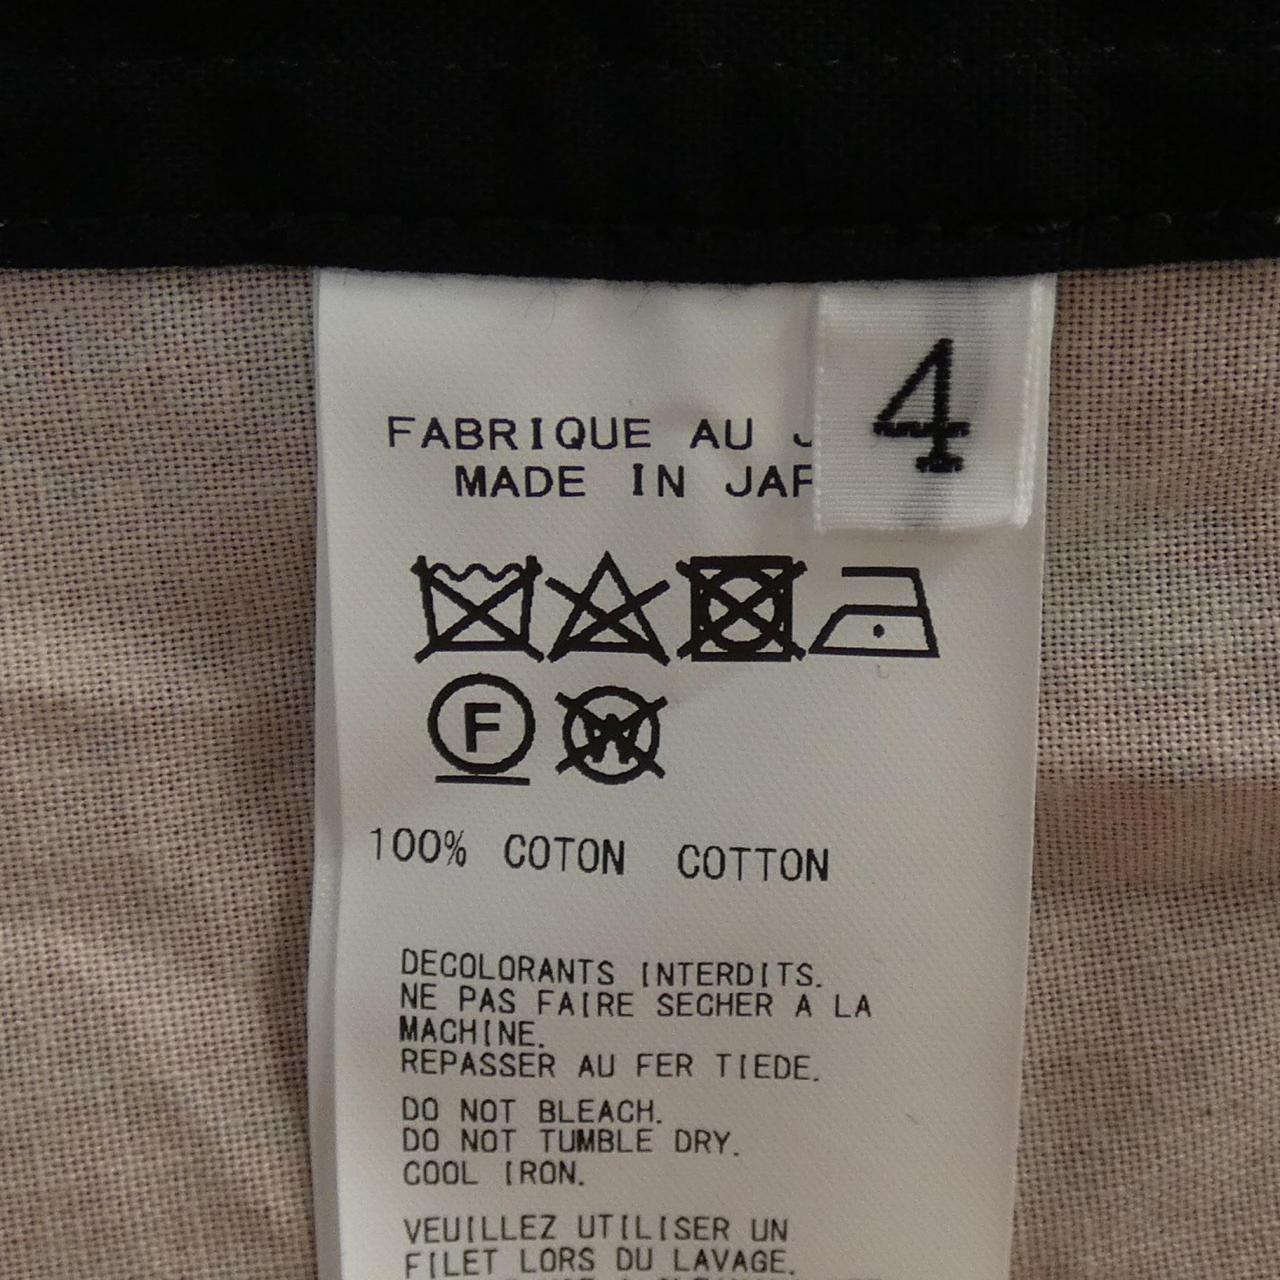 4
FABRIQUE AU
MADE IN
F
W
100% COTON COTTON
DECOLORANTS INTERDITS.
NE PAS FAIRE SECHER A LA
MACHINE.
REPASSER AU FER TIEDE.
DO NOT BLEACH.
DO NOT TUMBLE DRY.
COOL IRON.
VEUILLEZ UTILISER UN
FILET LORS DU LAVAGE.